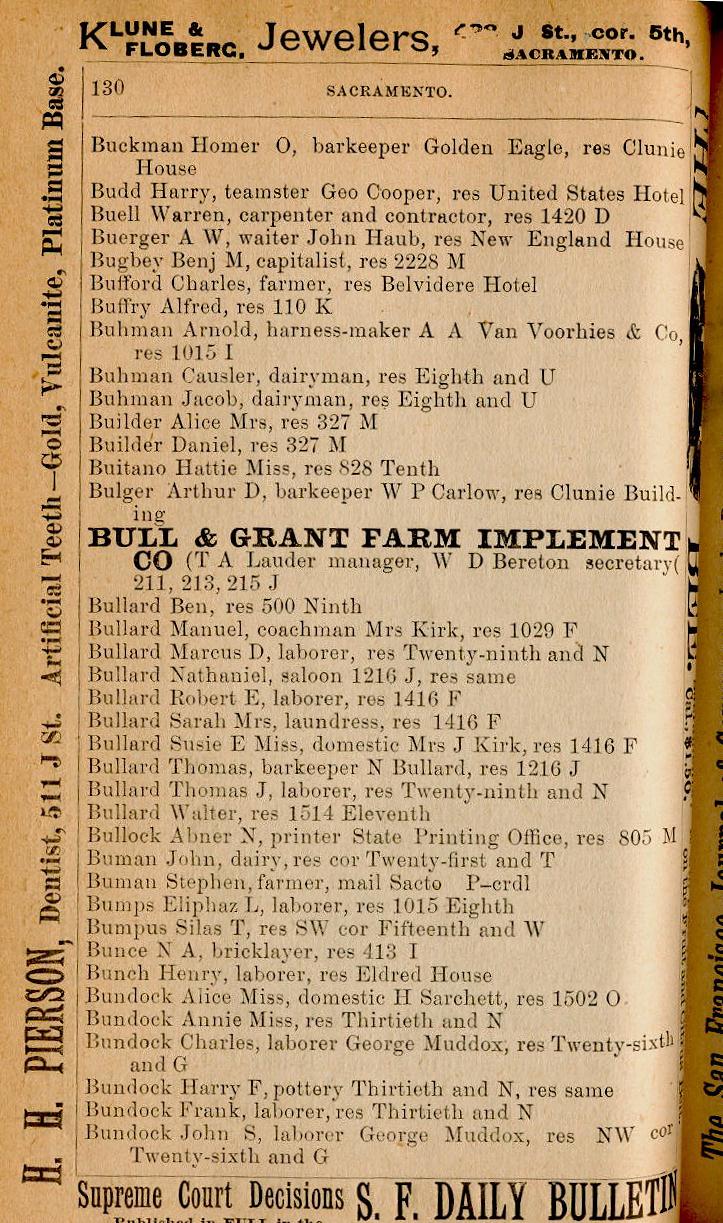 KLUNE & FLOBERG, Jewelers, J St., cor. 5th, SACRAMENTO.
130 SACRAMENTO.
Buckman Homer O, barkeeper Golden Eagle, res Clunie
House
Budd Harry, teamster Geo Cooper, res United States Hotel
Buell Warren, carpenter and contractor, res 1420 D
Buerger A W, waiter John Haub, res New England House
Bugbey Benj M, capitalist, res 2228 M
Bufford Charles, farmer, res Belvidere Hotel
Buffry Alfred, res 110 K
Buhman Arnold, harness-maker A A Van Voorhies & Co,
res 1015 I
Buhman Causler, dairyman, res Eighth and U
Buhman Jacob, dairyman, res Eighth and U
Builder Alice Mrs, res 327 M
Builder Daniel, res 327 M
Buitano Hattie Miss, res 828 Tenth
Bulger Arthur D, barkeeper W P Carlow, res Clunie Build-
ing
BULL & GRANT FARM IMPLEMENT
CO (T A Lauder manager, W D Bereton secretary(
211, 213, 215 J
Bullard Ben, res 500 Ninth
Bullard Manuel, coachman Mrs Kirk, res 1029 F
Bullard Marcus D, laborer, res Twenty-ninth and N
Bullard Nathaniel, saloon 1216 J, res same
Bullard Robert E, laborer, res 1416 F
Bullard Sarah Mrs, laundress, res 1416 F
Bullard Susie E Miss, domestic Mrs J Kirk, res 1416 F
Bullard Thomas, barkeeper N Bullard, res 1216 J
Bullard Thomas J, laborer, res Twenty-ninth and N
Bullard Walter, res 1514 Eleventh
Bullock Abner N, printer State Printing Office, res 805 M
Buman John, dairy, res cor Twenty-first and T
Buman Stephen, farmer, mail Sacto P-crdl
Bumps Eliphaz L, laborer, res 1015 Eighth
Bumpus Silas T, res SW cor Fifteenth and W
Bunce N A, bricklayer, res 413 I
Bunch Henry, laborer, res Eldred House
Bundock Alice Miss, domestic H Sarchett, res 1502 O
Bundock Annie Miss, res Thirtieth and N
Bundock Charles, laborer George Muddox, res Twenty-sixth
and G
Bundock Harry F, pottery Thirtieth and N, res same
Bundock Frank, laborer, res Thirtieth and N
Bundock John S, laborer George Muddox, res NW cor
Twenty-sixth and G
Supreme Court Decisions S. F. DAILY BULLETIN
Published in FULL in the
H. H. PIERSON, Dentist, 511 J St. Artificial Teeth—Gold, Vulcanite, Platinum Base.
THE BEE.
Cal., $1.50.
The San Francisco Journal